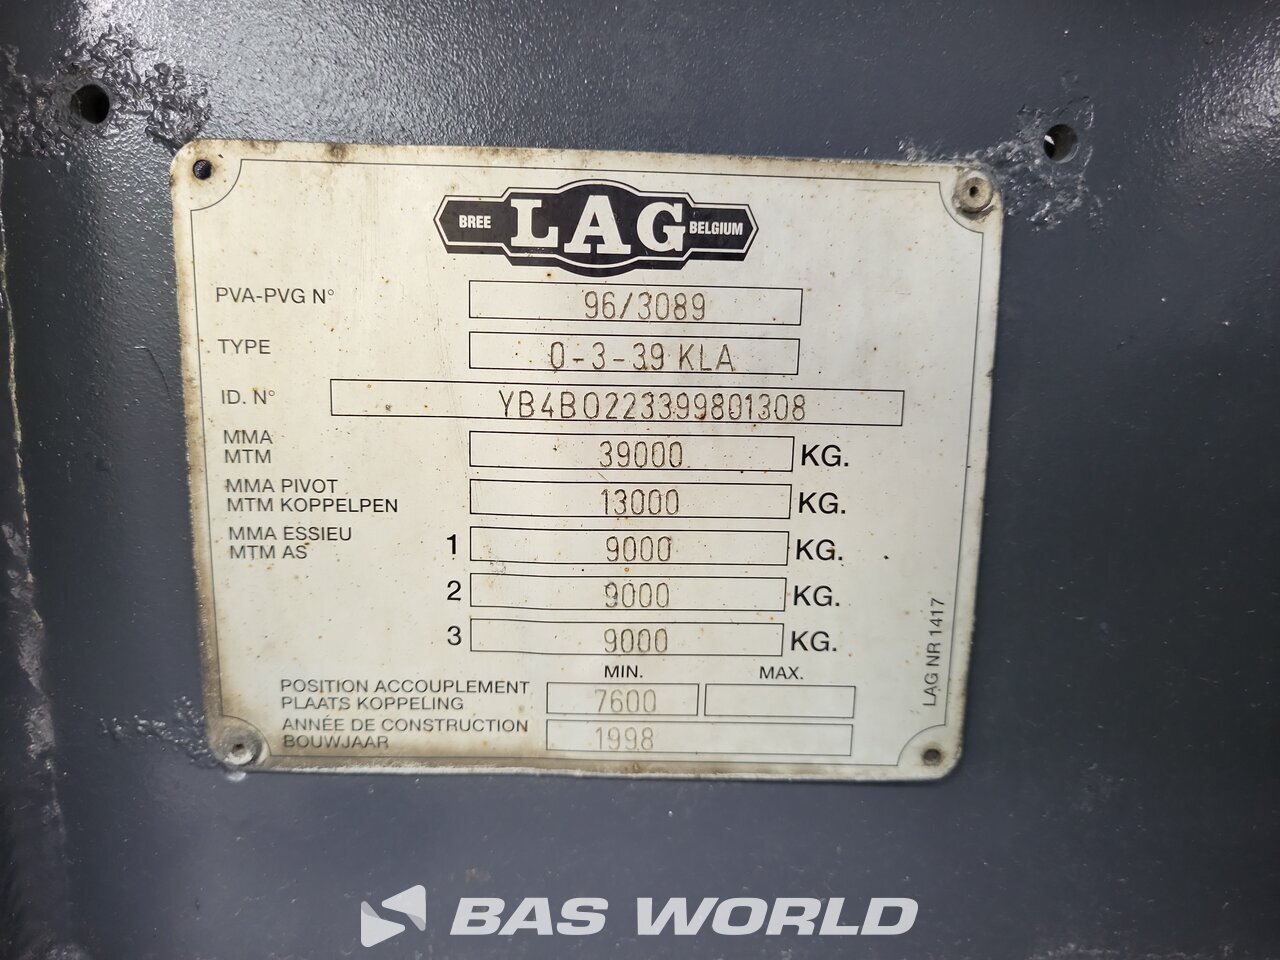 BREE LAG BELGIUM
PVA-PVG N° 96/3089
TYPE 0-3-39 KLA
ID. N° YB4B0223399801308
MMA
MTM 39000 KG.
MMA PIVOT
MTM KOPPELPEN 13000 KG.
MMA ESSIEU
MTM AS 1 9000 KG.
2 9000 KG.
3 9000 KG.
MIN. MAX.
POSITION ACCOUPLEMENT
PLAATS KOPPELING 7600
ANNÉE DE CONSTRUCTION
BOUWJAAR 1998
LAG NR 1417
BAS WORLD